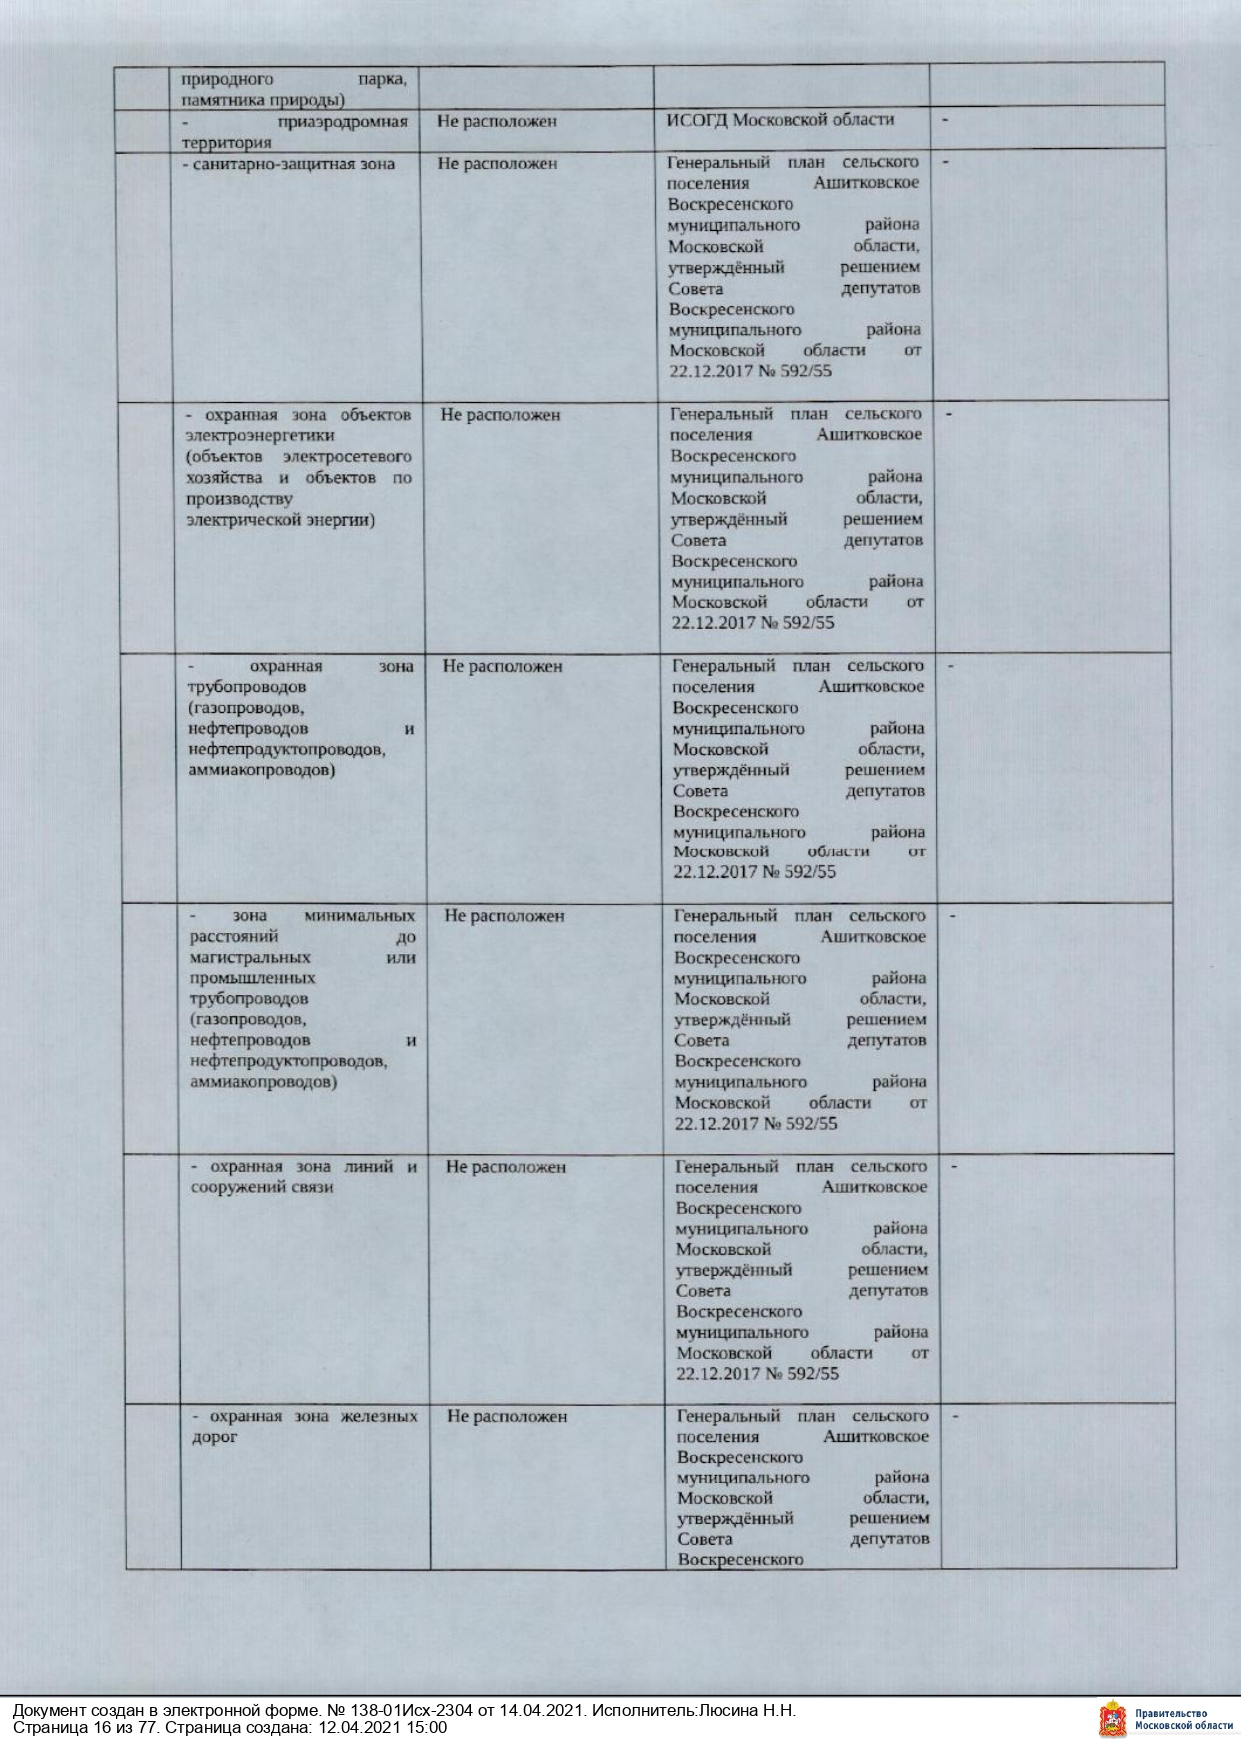 природного парка,
памятника природы)
- приаэродромная
территория
Не расположен
ИСОГД Московской области
-
- санитарно-защитная зона
Не расположен
Генеральный план сельского
поселения Ашитковское
Воскресенского
муниципального района
Московской области,
утверждённый решением
Совета депутатов
Воскресенского
муниципального района
Московской области от
22.12.2017 № 592/55
-
- охранная зона объектов
электроэнергетики
(объектов электросетевого
хозяйства и объектов по
производству
электрической энергии)
Не расположен
Генеральный план сельского
поселения Ашитковское
Воскресенского
муниципального района
Московской области,
утверждённый решением
Совета депутатов
Воскресенского
муниципального района
Московской области от
22.12.2017 № 592/55
-
- охранная зона
трубопроводов
(газопроводов,
нефтепроводов и
нефтепродуктопроводов,
аммиакопроводов)
Не расположен
Генеральный план сельского
поселения Ашитковское
Воскресенского
муниципального района
Московской области,
утверждённый решением
Совета депутатов
Воскресенского
муниципального района
Московской области от
22.12.2017 № 592/55
-
- зона минимальных
расстояний до
магистральных или
промышленных
трубопроводов
(газопроводов,
нефтепроводов и
нефтепродуктопроводов,
аммиакопроводов)
Не расположен
Генеральный план сельского
поселения Ашитковское
Воскресенского
муниципального района
Московской области,
утверждённый решением
Совета депутатов
Воскресенского
муниципального района
Московской области от
22.12.2017 № 592/55
-
- охранная зона линий и
сооружений связи
Не расположен
Генеральный план сельского
поселения Ашитковское
Воскресенского
муниципального района
Московской области,
утверждённый решением
Совета депутатов
Воскресенского
муниципального района
Московской области от
22.12.2017 № 592/55
-
- охранная зона железных
дорог
Не расположен
Генеральный план сельского
поселения Ашитковское
Воскресенского
муниципального района
Московской области,
утверждённый решением
Совета депутатов
Воскресенского
-
Документ создан в электронной форме. № 138-01Исх-2304 от 14.04.2021. Исполнитель:Люсина Н.Н.
Страница 16 из 77. Страница создана: 12.04.2021 15:00
Правительство
Московской области